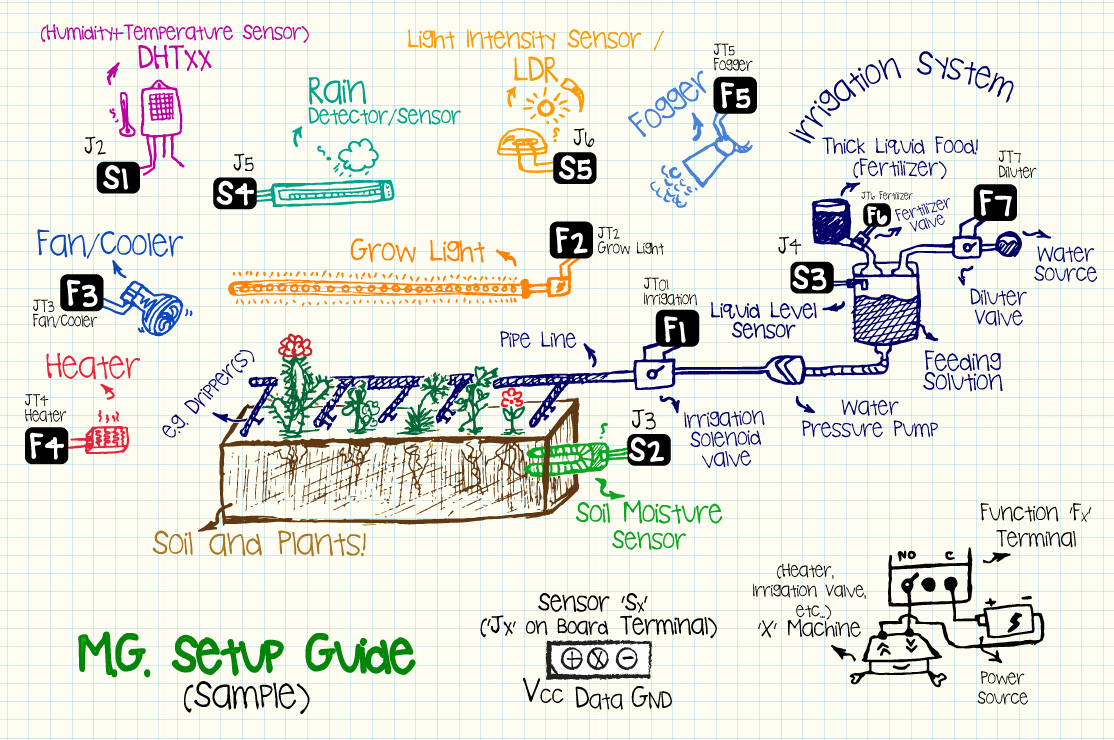 (Humidity+Temperature Sensor)
DHTxx
J2
S1
Rain
Detector/Sensor
J5
S4
Light Intensity Sensor /
LDR
J6
S5
JT5
Fogger
F5
Fogger
Irrigation System
Thick Liquid Food!
(Fertilizer)
JT6 Fertilizer
F6
Fertilizer
Valve
JT7
Diluter
F7
Water
Source
Diluter
Valve
J4
S3
Liquid Level
Sensor
Feeding
Solution
Fan/Cooler
F3
JT3
Fan/Cooler
Grow Light
F2
JT2
Grow Light
JT01
Irrigation
F1
Pipe Line
Irrigation
Solenoid
Valve
Water
Pressure Pump
Heater
JT4
Heater
F4
e.g. Dripper(s)
J3
S2
Soil Moisture
Sensor
Soil and Plants!
M.G. Setup Guide
(Sample)
Sensor 'Sx'
('Jx' on Board Terminal)
+ x −
Vcc Data GND
Function 'Fx'
Terminal
NO C
(Heater,
Irrigation Valve,
etc...)
'X' Machine
+ −
Power
Source